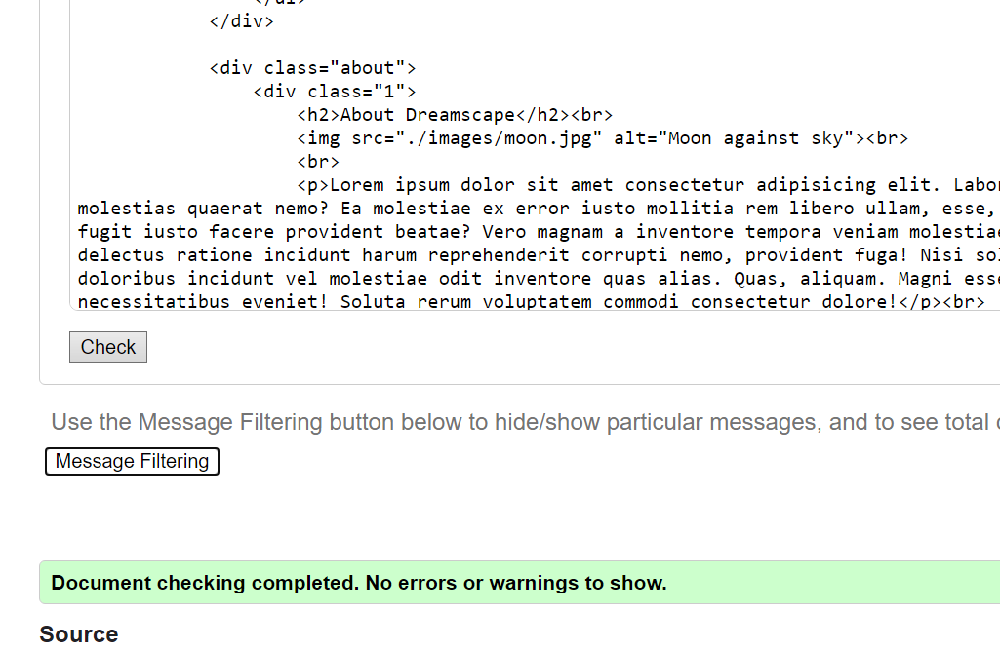 </div>
<div class="about">
<div class="1">
<h2>About Dreamscape</h2><br>
<img src="./images/moon.jpg" alt="Moon against sky"><br>
<br>
<p>Lorem ipsum dolor sit amet consectetur adipisicing elit.
molestias quaerat nemo? Ea molestiae ex error iusto mollitia rem libero ullam, esse,
fugit iusto facere provident beatae? Vero magnam a inventore tempora veniam
delectus ratione incidunt harum reprehenderit corrupti nemo, provident fuga! Nisi
doloribus incidunt vel molestiae odit inventore quas alias. Quas, aliquam. Magni
necessitatibus eveniet! Soluta rerum voluptatem commodi consectetur dolore!</p><br>
Check
Use the Message Filtering button below to hide/show particular messages, and to see total
Message Filtering
Document checking completed. No errors or warnings to show.
Source